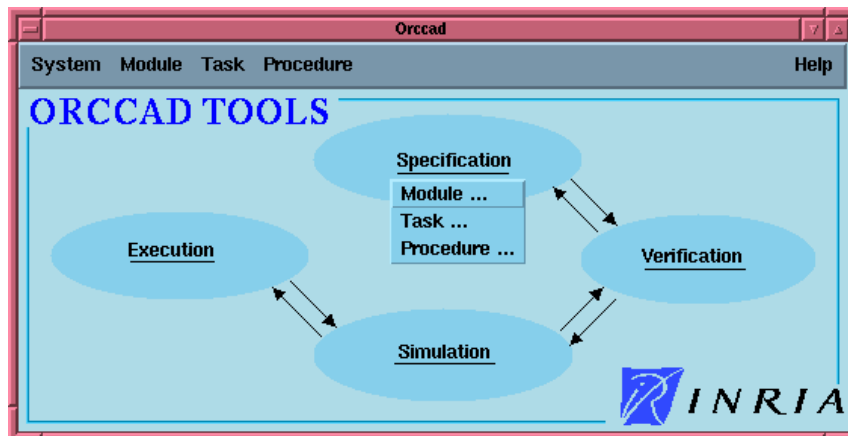 Orccad
System Module Task Procedure Help
ORCCAD TOOLS
Specification
Module ...
Task ...
Procedure ...
Execution
Verification
Simulation
INRIA